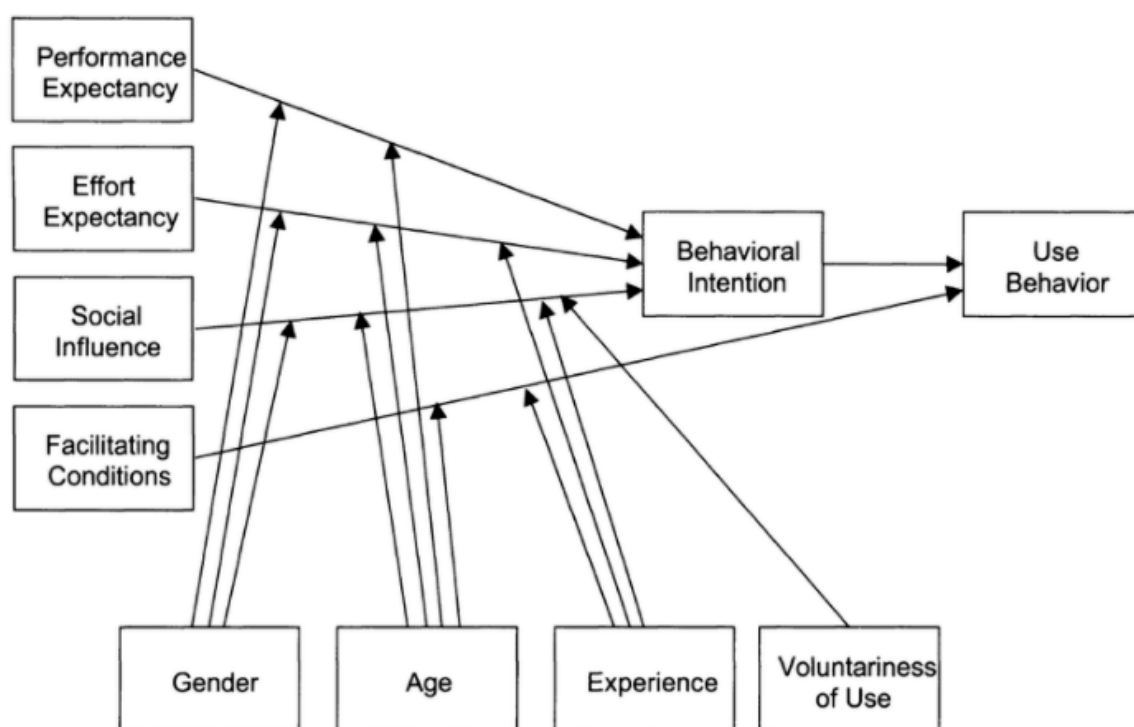 Performance
Expectancy
Effort
Expectancy
Social
Influence
Facilitating
Conditions
Behavioral
Intention
Use
Behavior
Gender
Age
Experience
Voluntariness
of Use